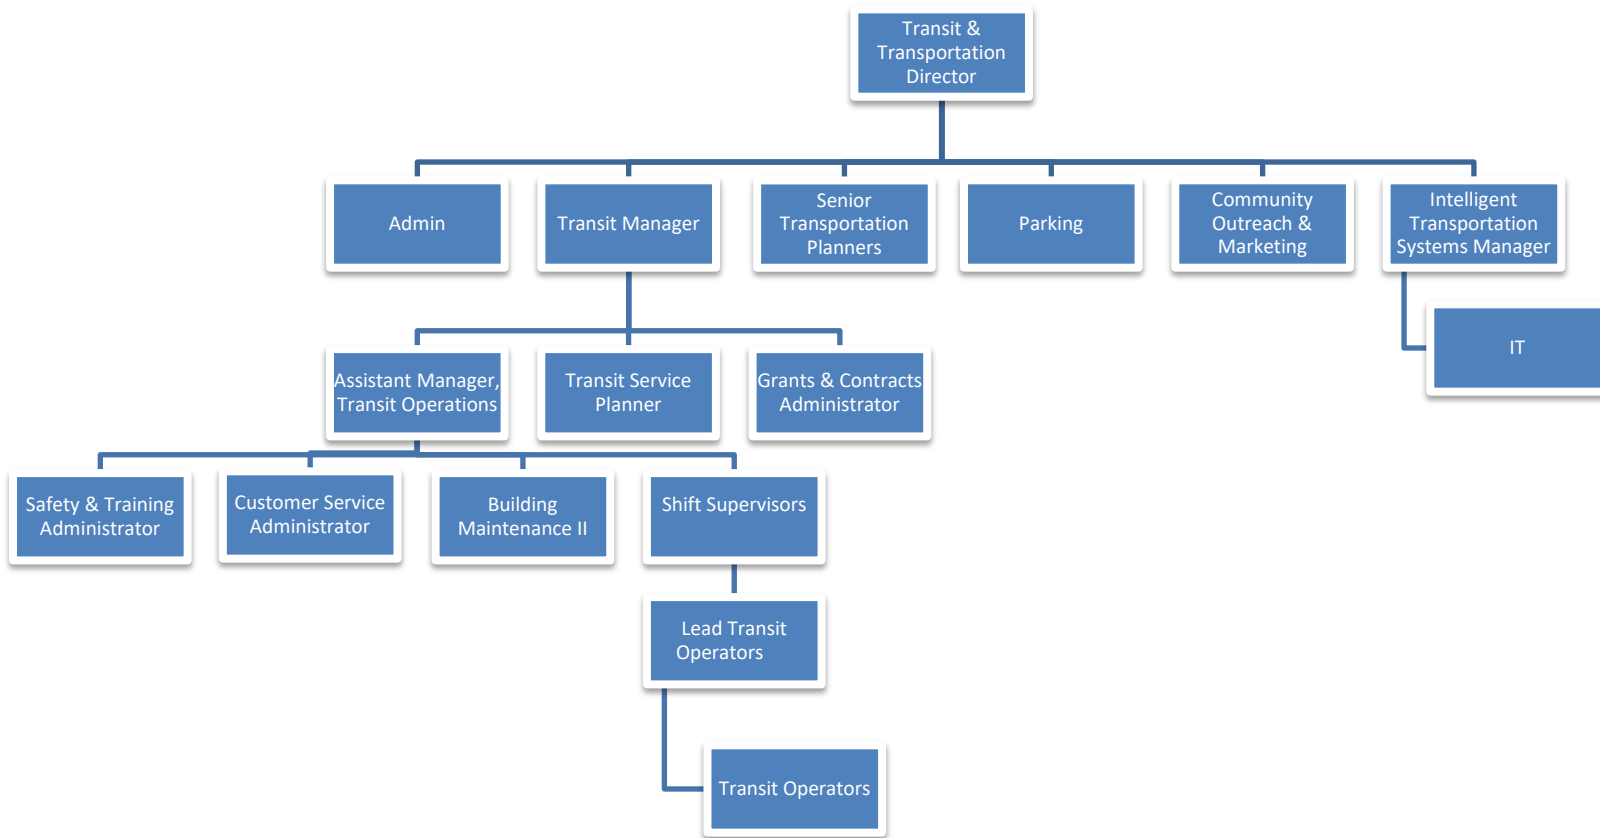 Transit &
Transportation
Director
Admin
Transit Manager
Senior
Transportation
Planners
Parking
Community
Outreach &
Marketing
Intelligent
Transportation
Systems Manager
IT
Assistant Manager,
Transit Operations
Transit Service
Planner
Grants & Contracts
Administrator
Safety & Training
Administrator
Customer Service
Administrator
Building
Maintenance II
Shift Supervisors
Lead Transit
Operators
Transit Operators